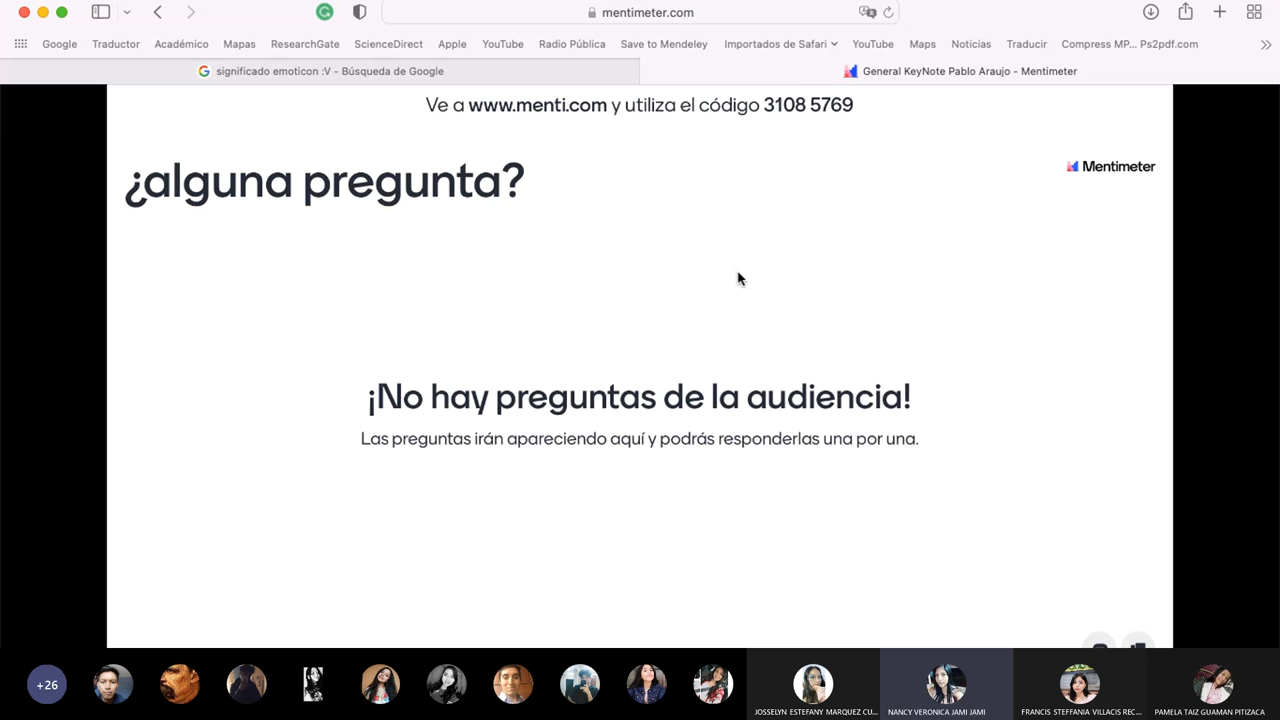 mentimeter.com
Google Traductor Académico Mapas ResearchGate ScienceDirect Apple YouTube Radio Pública Save to Mendeley Importados de Safari YouTube Maps Noticias Traducir Compress MP... Ps2pdf.com
significado emoticon :V - Búsqueda de Google
General KeyNote Pablo Araujo - Mentimeter
Ve a www.menti.com y utiliza el código 3108 5769
¿alguna pregunta?
Mentimeter
¡No hay preguntas de la audiencia!
Las preguntas irán apareciendo aquí y podrás responderlas una por una.
+26
JOSSELYN ESTEFANY MARQUEZ CU...
NANCY VERONICA JAMI JAMI
FRANCIS STEFFANIA VILLACIS REC...
PAMELA TAIZ GUAMAN PITIZACA